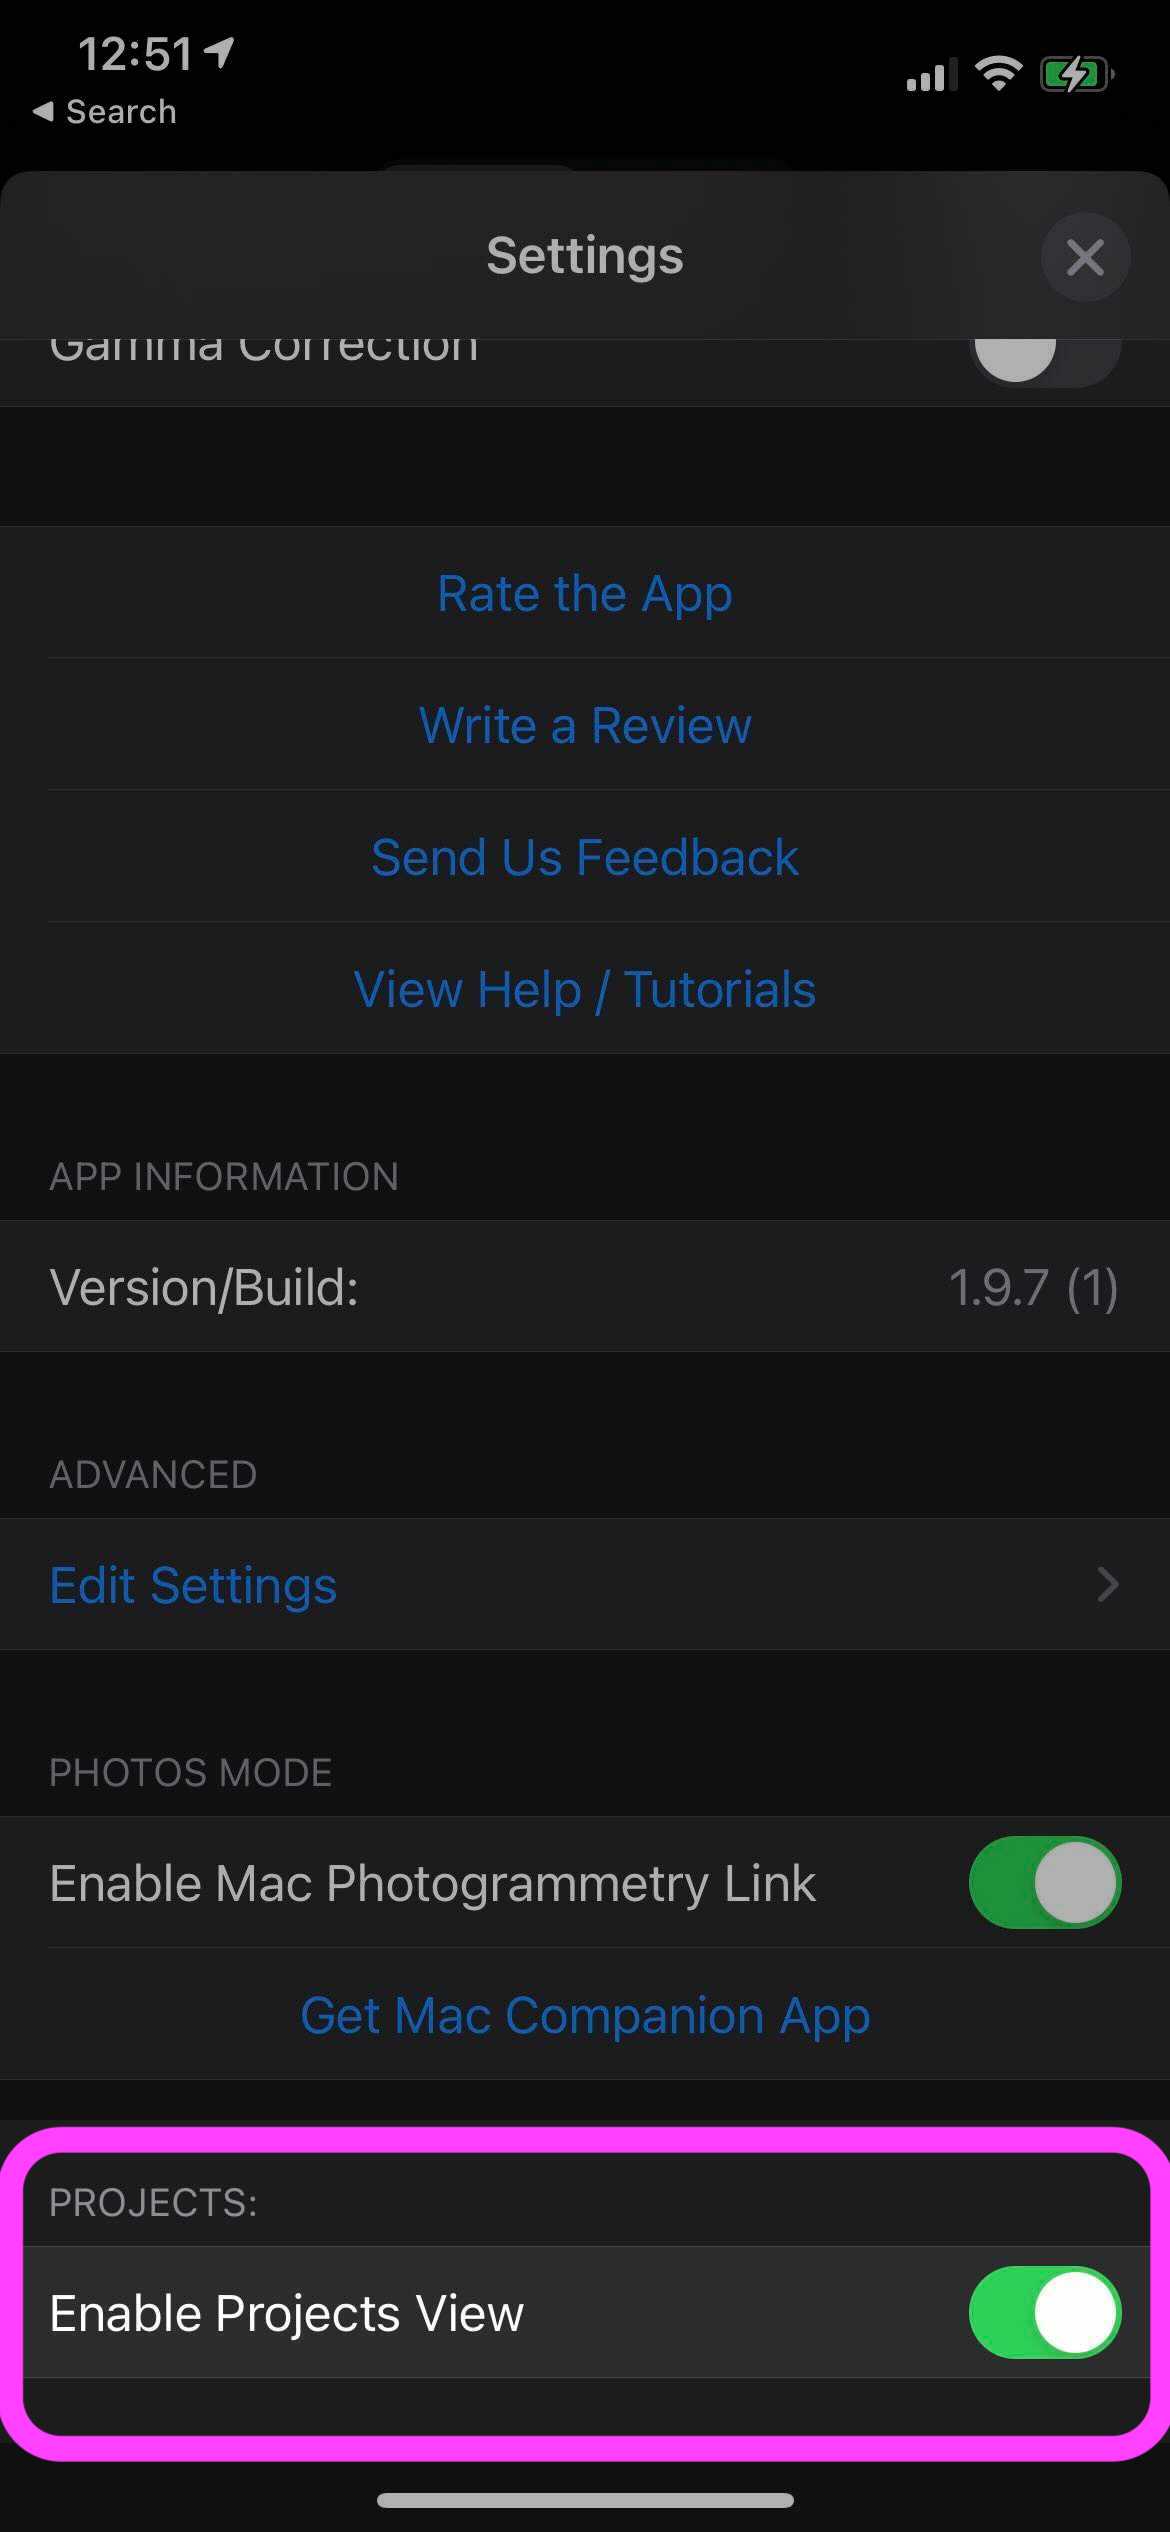 12:51
Search
Settings
Gamma Correction
Rate the App
Write a Review
Send Us Feedback
View Help / Tutorials
APP INFORMATION
Version/Build: 1.9.7 (1)
ADVANCED
Edit Settings
PHOTOS MODE
Enable Mac Photogrammetry Link
Get Mac Companion App
PROJECTS:
Enable Projects View